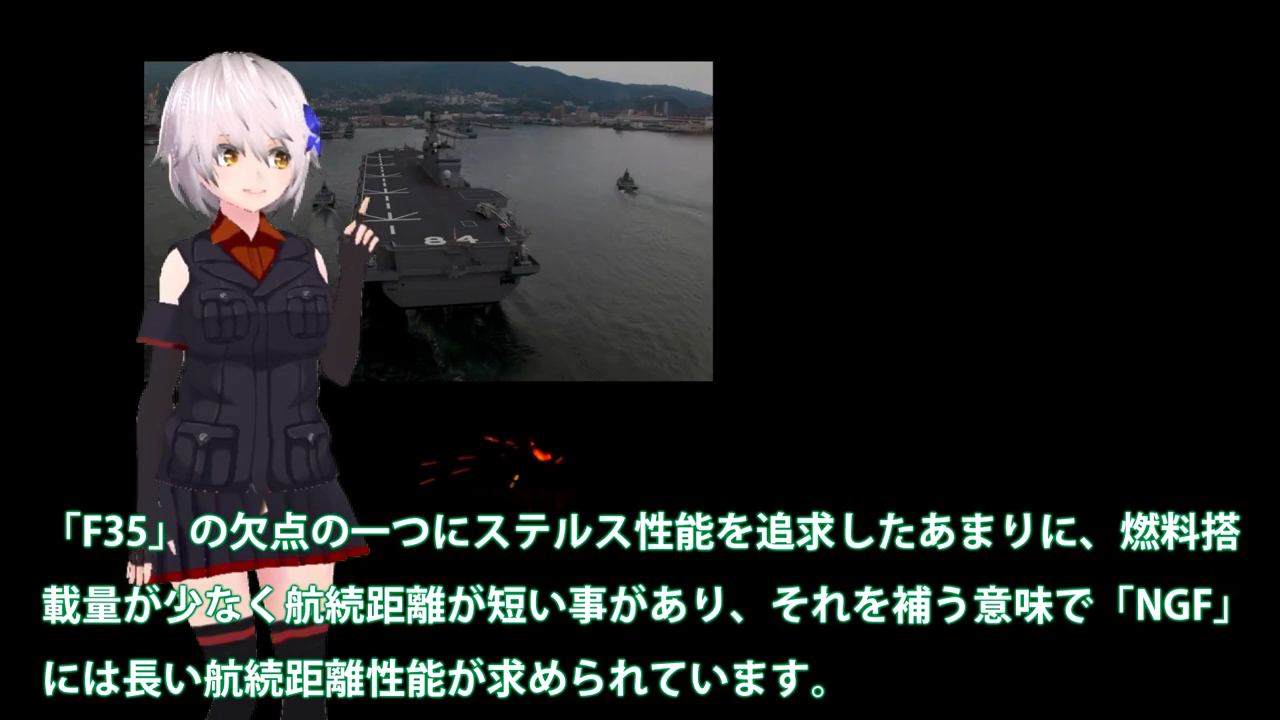 84
「F35」の欠点の一つにステルス性能を追求したあまりに、燃料搭
載量が少なく航続距離が短い事があり、それを補う意味で「NGF」
には長い航続距離性能が求められています。